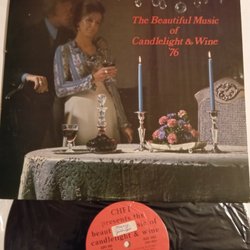 The Beautiful Music
of
Candlelight & Wine
'76
CHEF
presents the
beautiful music of
candlelight & wine